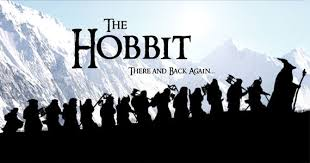 The
Hobbit
There and Back Again...